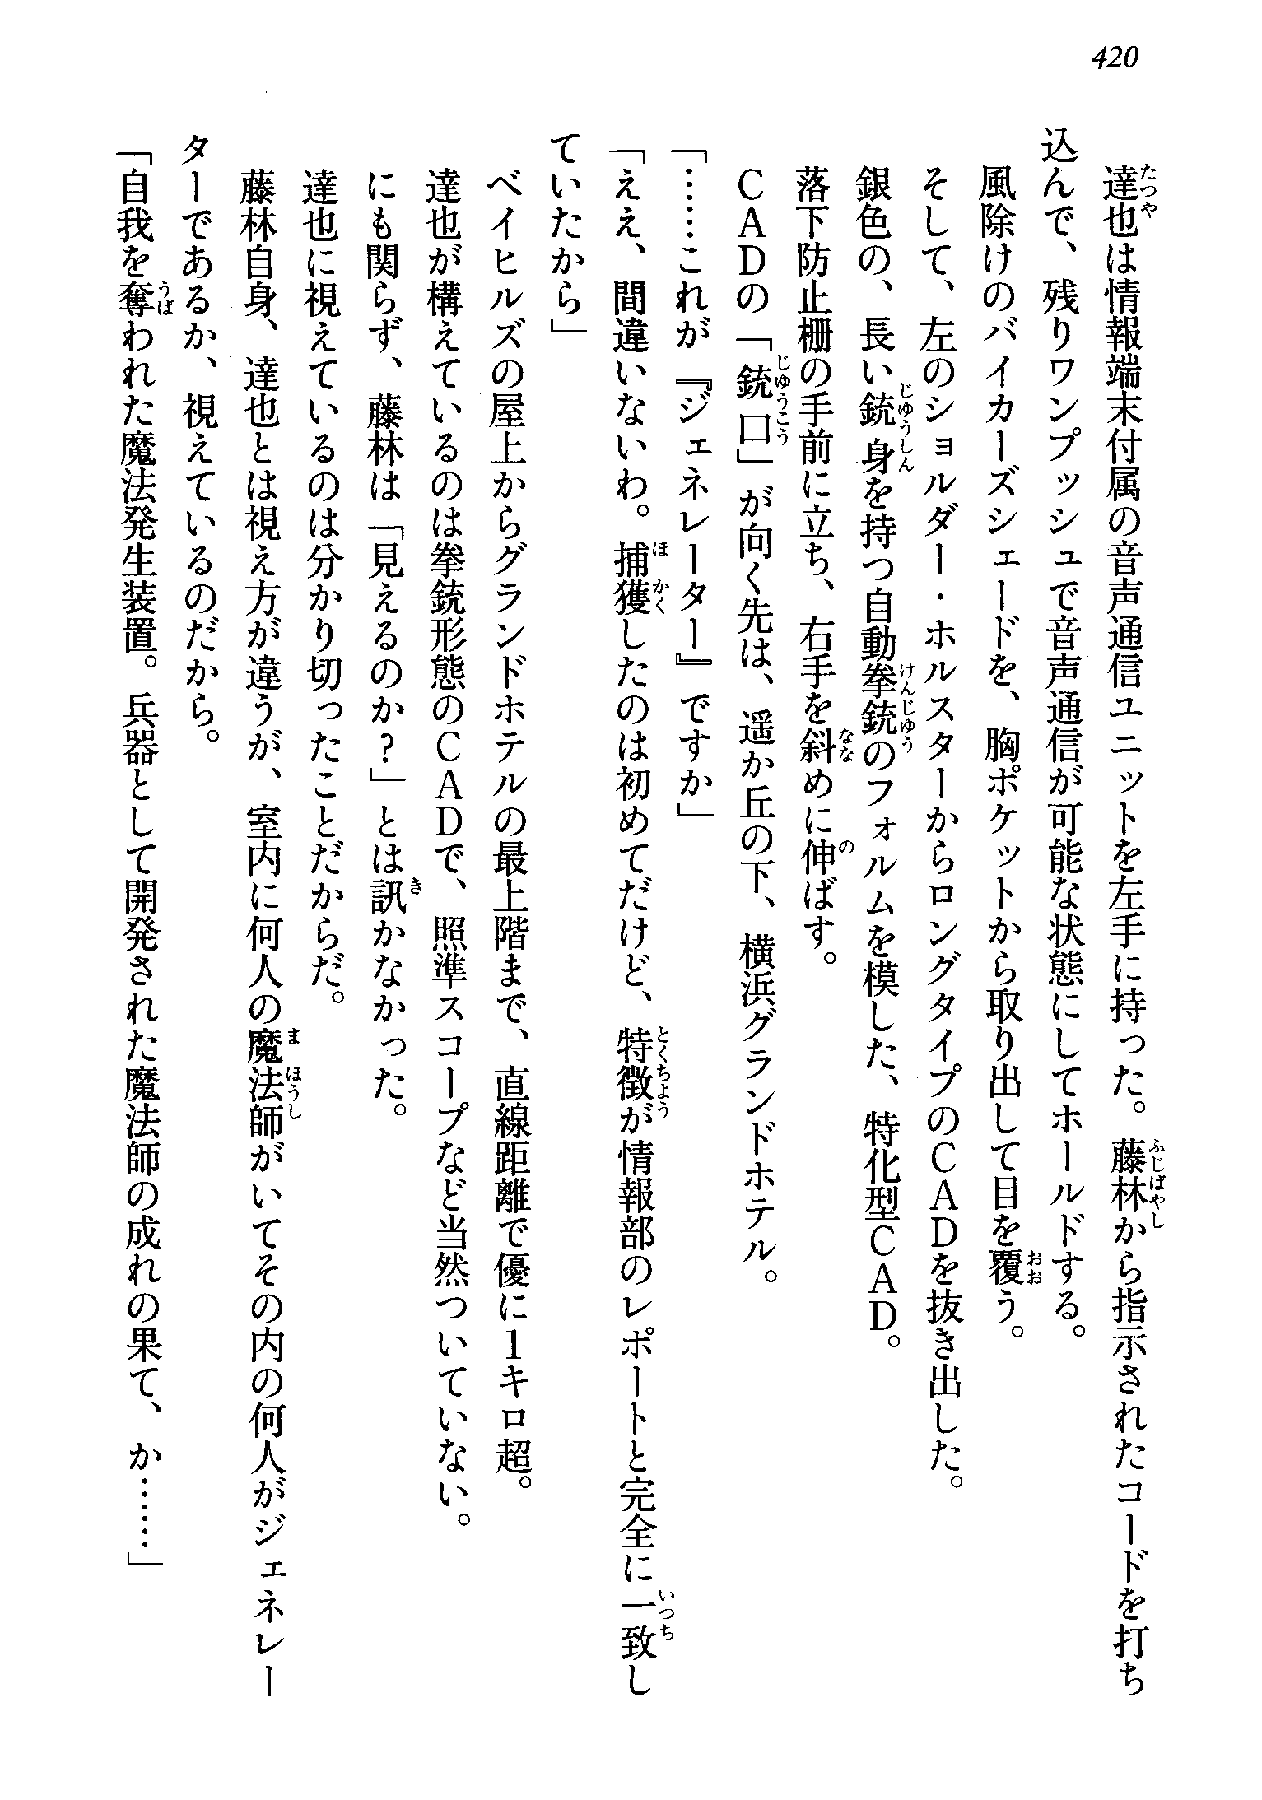 420
達也は情報端末付属の音声通信ユニットを左手に持った。藤林から指示されたコードを打ち
込んで、残りワンプッシュで音声通信が可能な状態にしてホールドする。
風除けのバイカーズシェードを、胸ポケットから取り出して目を覆う。
そして、左のショルダー・ホルスターからロングタイプのCADを抜き出した。
銀色の、長い銃身を持つ自動拳銃のフォルムを模した、特化型CAD。
落下防止柵の手前に立ち、右手を斜めに伸ばす。
CADの「銃口」が向く先は、遥か丘の下、横浜グランドホテル。
「……これが『ジェネレーター』ですか」
「ええ、間違いないわ。捕獲したのは初めてだけど、特徴が情報部のレポートと完全に一致し
ていたから」
ベイヒルズの屋上からグランドホテルの最上階まで、直線距離で優に1キロ超。
達也が構えているのは拳銃形態のCADで、照準スコープなど当然ついていない。
にも関らず、藤林は「見えるのか?」とは訊かなかった。
達也に視えているのは分かり切ったことだからだ。
藤林自身、達也とは視え方が違うが、室内に何人の魔法師がいてその内の何人がジェネレー
ターであるか、視えているのだから。
「自我を奪われた魔法発生装置。兵器として開発された魔法師の成れの果て、か……」